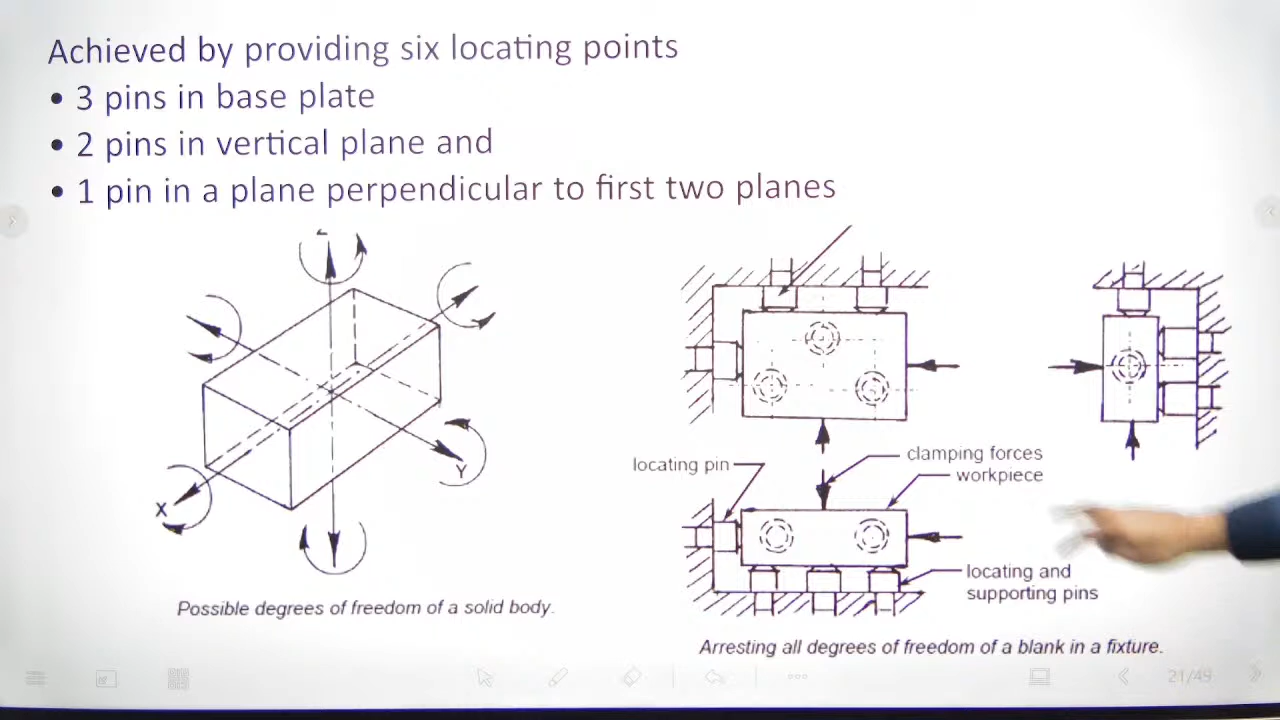 Achieved by providing six locating points
• 3 pins in base plate
• 2 pins in vertical plane and
• 1 pin in a plane perpendicular to first two planes
Z
X
Y
Possible degrees of freedom of a solid body.
locating pin
clamping forces
workpiece
locating and
supporting pins
Arresting all degrees of freedom of a blank in a fixture.
21/49